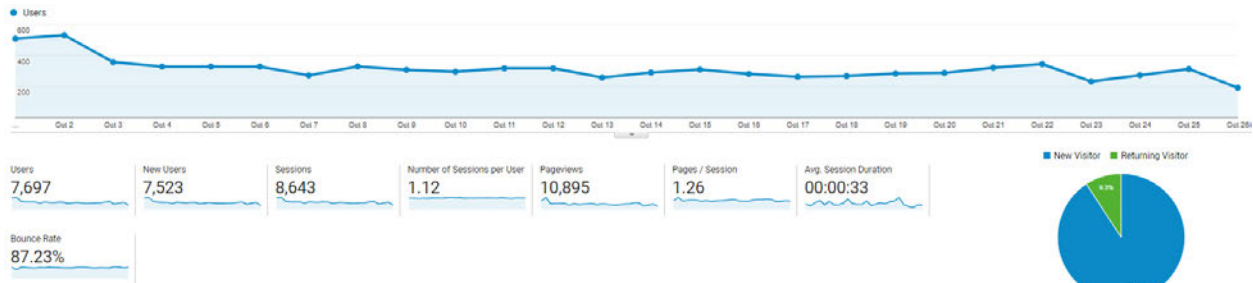 Users
600
400
200
...
Oct 2
Oct 3
Oct 4
Oct 5
Oct 6
Oct 7
Oct 8
Oct 9
Oct 10
Oct 11
Oct 12
Oct 13
Oct 14
Oct 15
Oct 16
Oct 17
Oct 18
Oct 19
Oct 20
Oct 21
Oct 22
Oct 23
Oct 24
Oct 25
Oct 26
New Visitor
Returning Visitor
Users
7,697
New Users
7,523
Sessions
8,643
Number of Sessions per User
1.12
Pageviews
10,895
Pages / Session
1.26
Avg. Session Duration
00:00:33
9.3%
Bounce Rate
87.23%